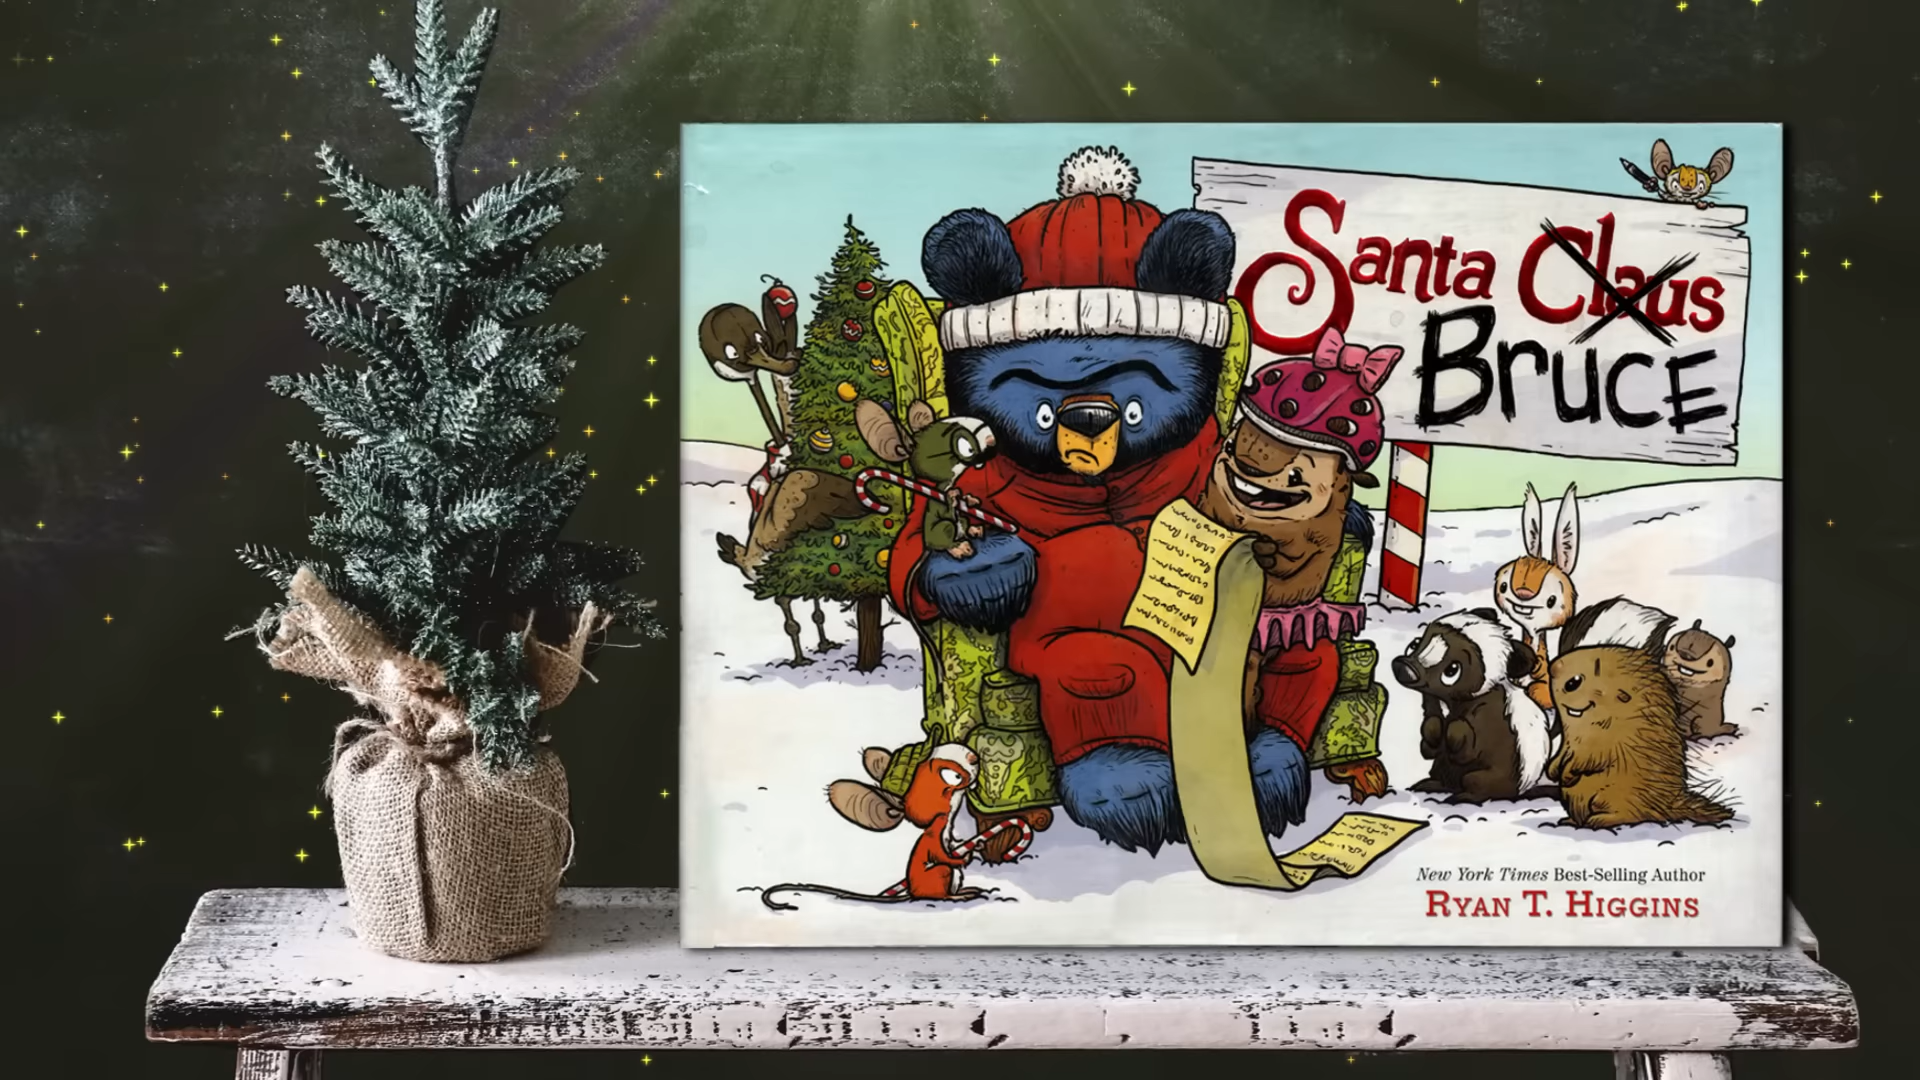 Santa Claus
Bruce
New York Times Best-Selling Author
Ryan T. Higgins